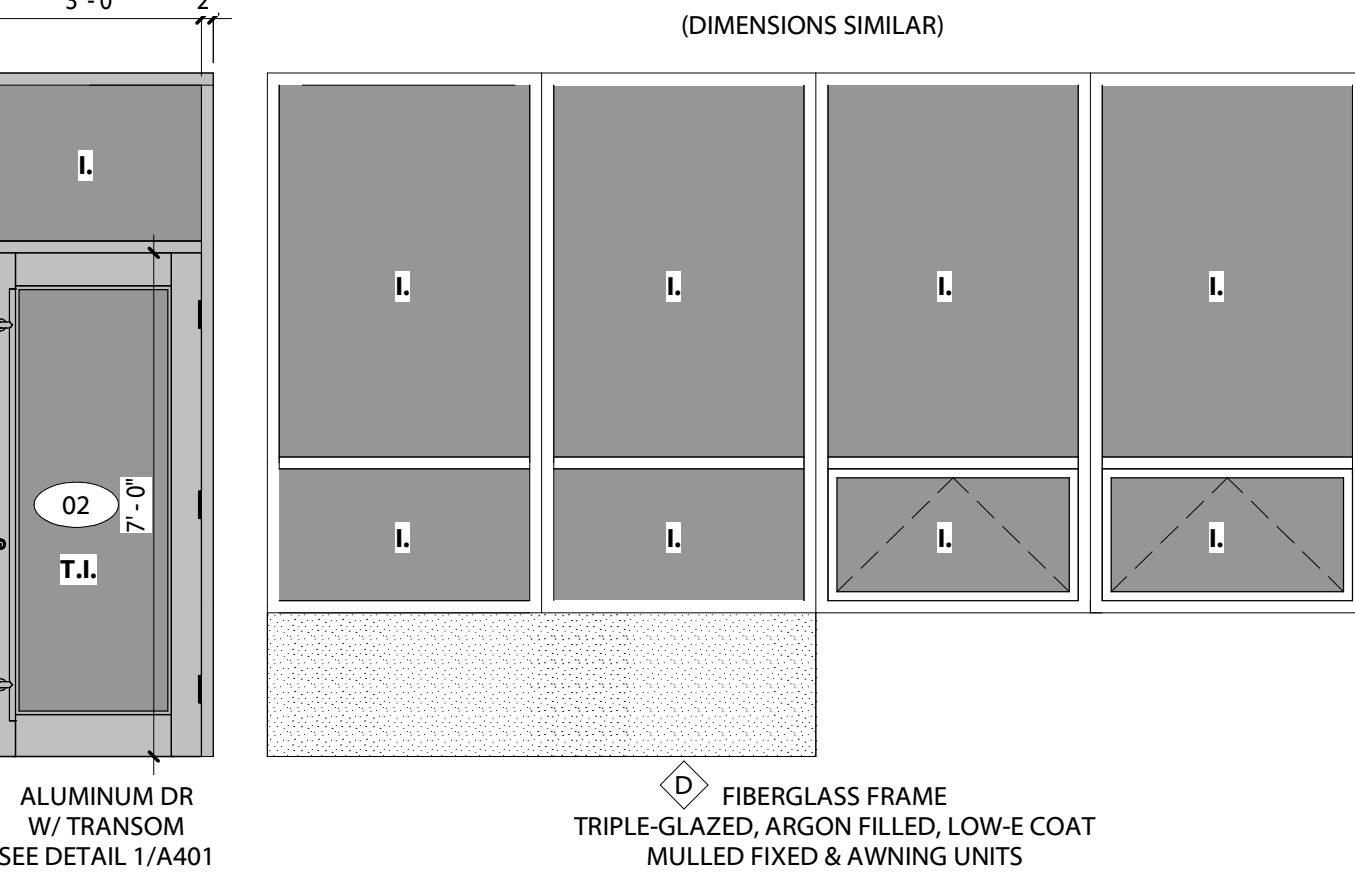 2
(DIMENSIONS SIMILAR)
I.
I.
I.
I.
I.
02
7' - 0"
T.I.
I.
I.
I.
I.
ALUMINUM DR
W/ TRANSOM
SEE DETAIL 1/A401
D
FIBERGLASS FRAME
TRIPLE-GLAZED, ARGON FILLED, LOW-E COAT
MULLED FIXED & AWNING UNITS